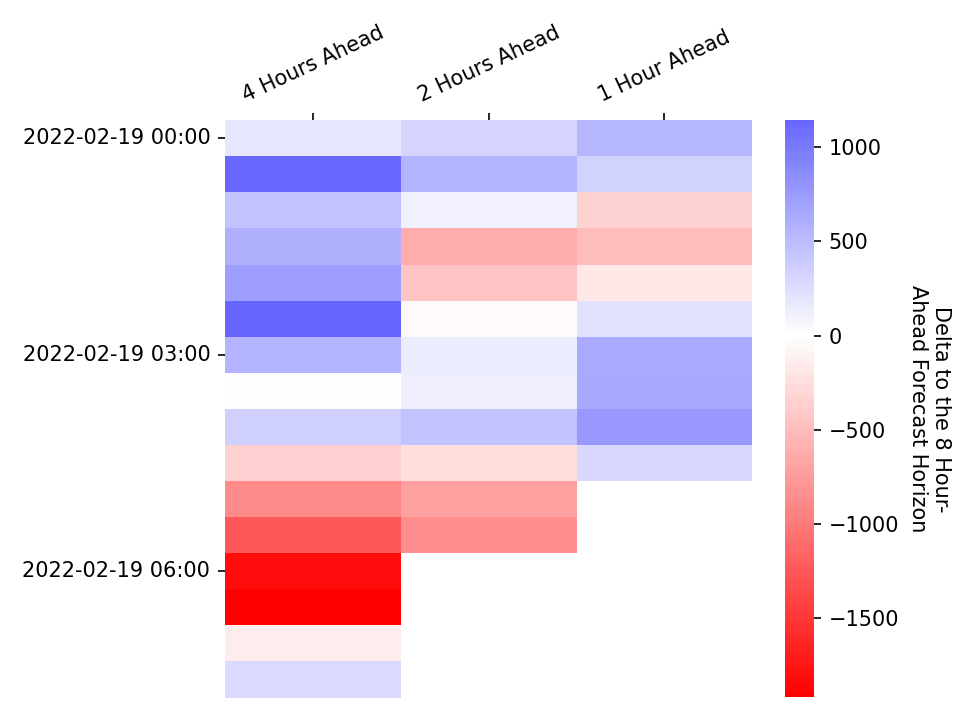 4 Hours Ahead
2 Hours Ahead
1 Hour Ahead
2022-02-19 00:00
2022-02-19 03:00
2022-02-19 06:00
1000
500
0
−500
−1000
−1500
Delta to the 8 Hour-
Ahead Forecast Horizon